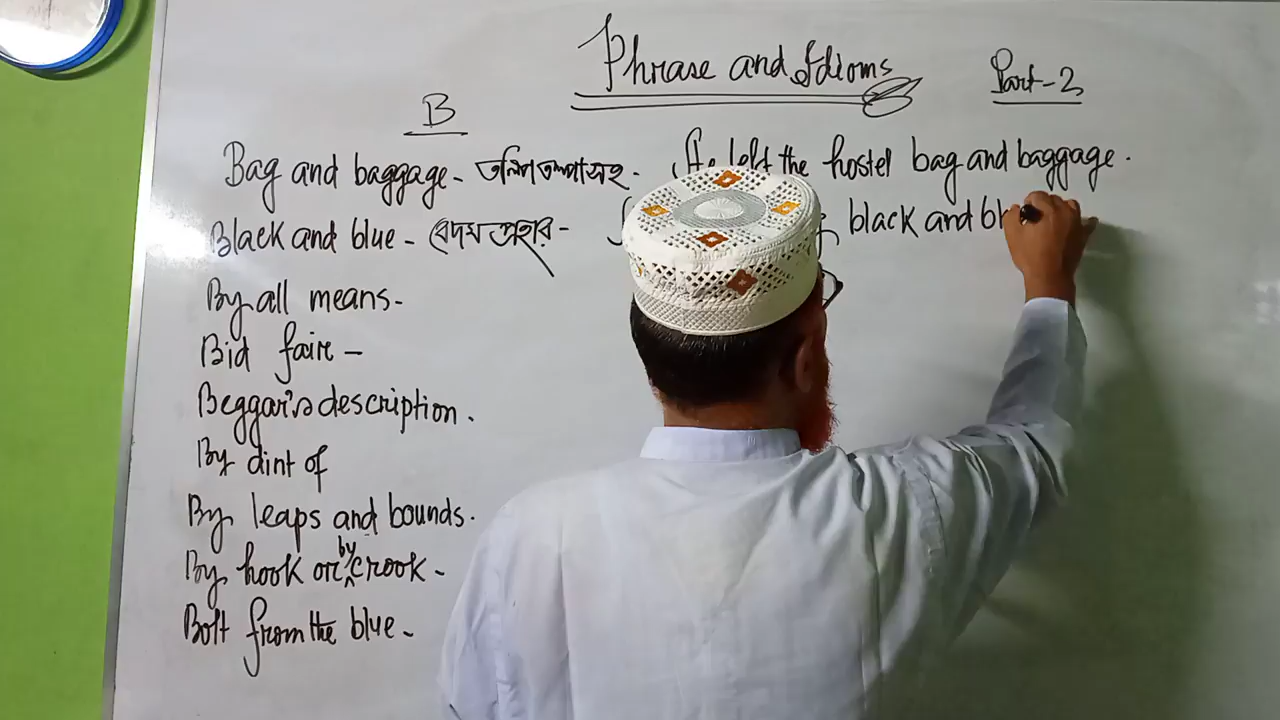 Phrase and Idioms
Part-2
B
Bag and baggage - তল্পিতল্পাসহ - He left the hostel bag and baggage.
Black and blue - বেদম প্রহার - black and bl
By all means -
Bid fair -
Beggar's description.
By dint of
By leaps and bounds.
By hook or by crook -
Bolt from the blue -